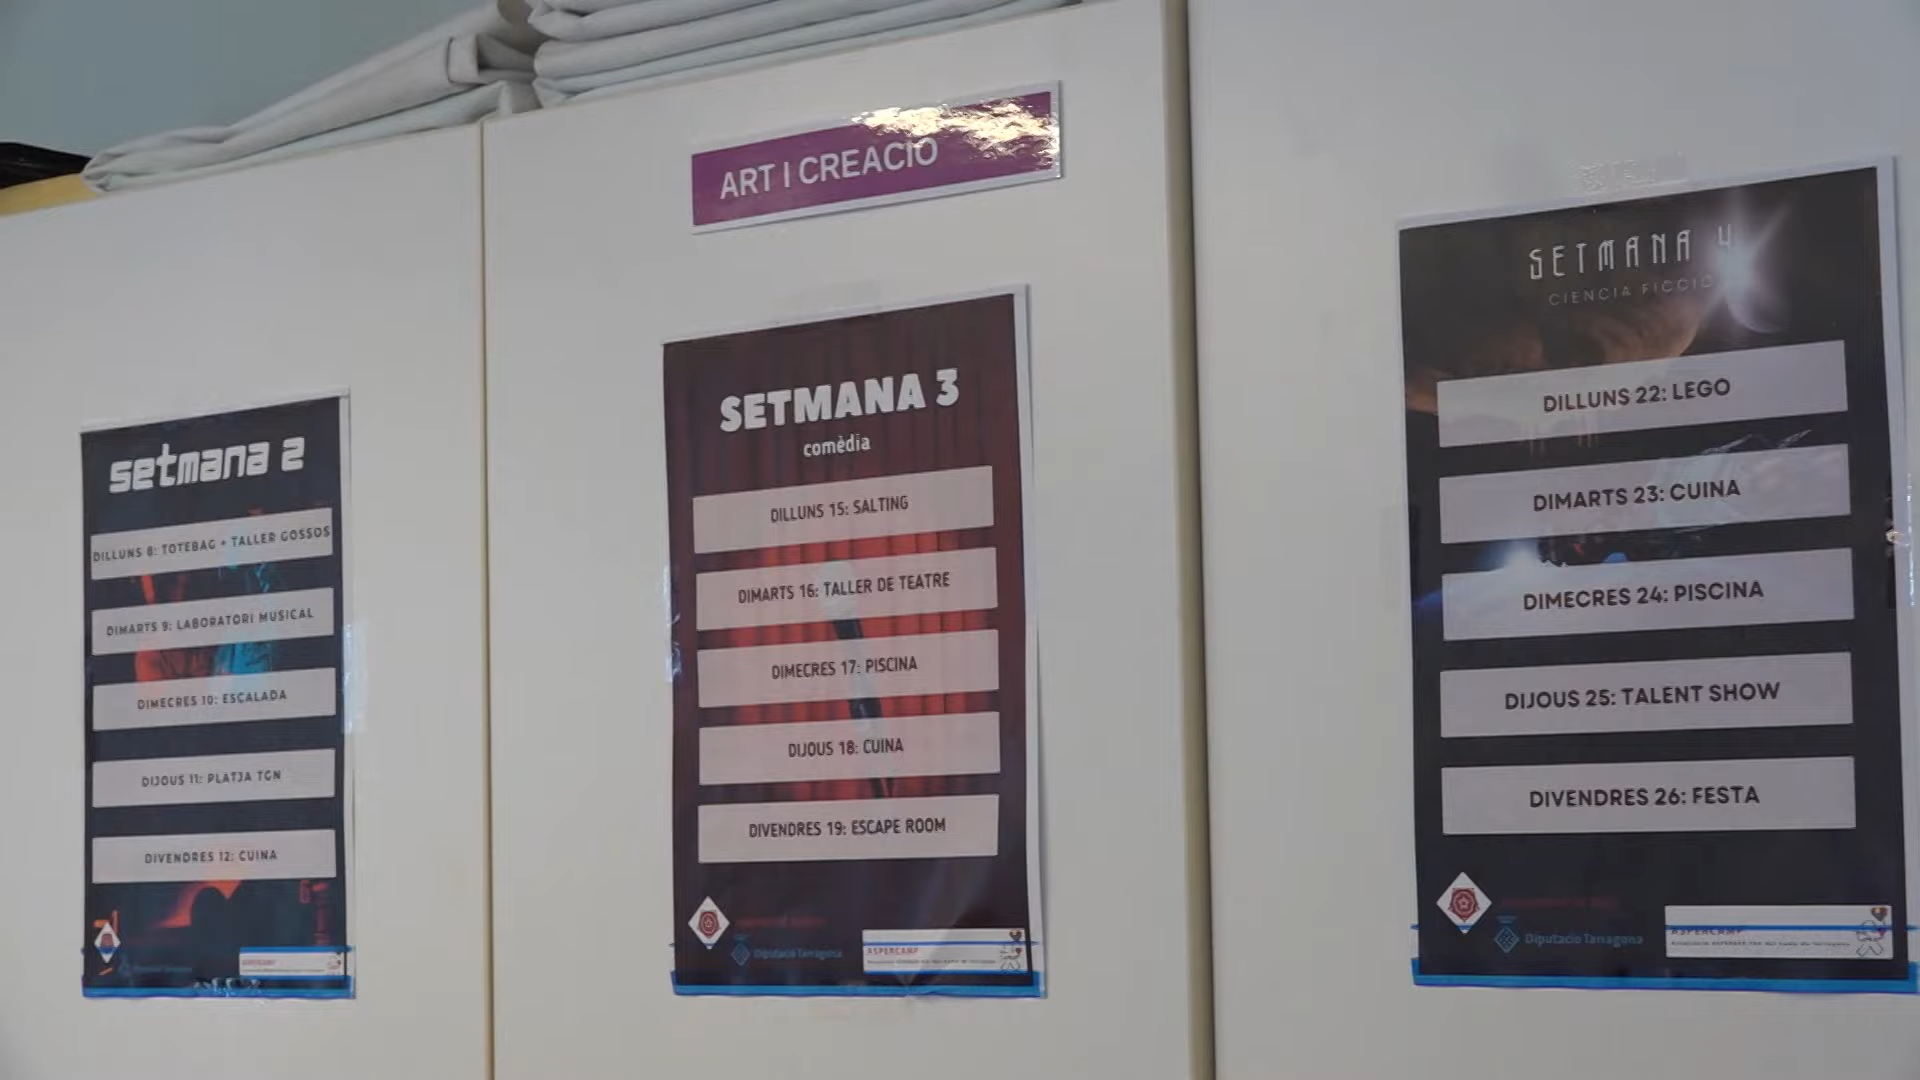 ART I CREACIÓ
setmana 2
DILLUNS 8: TOTEBAG + TALLER GOSSOS
DIMARTS 9: LABORATORI MUSICAL
DIMECRES 10: ESCALADA
DIJOUS 11: PLATJA TGN
DIVENDRES 12: CUINA
SETMANA 3
comèdia
DILLUNS 15: SALTING
DIMARTS 16: TALLER DE TEATRE
DIMECRES 17: PISCINA
DIJOUS 18: CUINA
DIVENDRES 19: ESCAPE ROOM
Diputació Tarragona
ASPERCAMP
SETMANA 4
CIENCIA FICCIO
DILLUNS 22: LEGO
DIMARTS 23: CUINA
DIMECRES 24: PISCINA
DIJOUS 25: TALENT SHOW
DIVENDRES 26: FESTA
Diputació Tarragona
ASPERCAMP